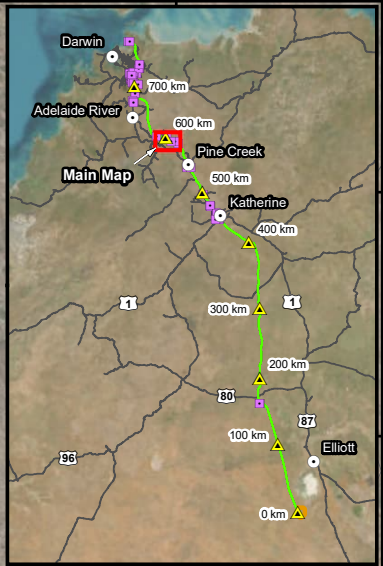 Darwin
700 km
Adelaide River
600 km
Main Map
Pine Creek
500 km
Katherine
400 km
1
300 km
1
200 km
80
87
100 km
Elliott
96
0 km